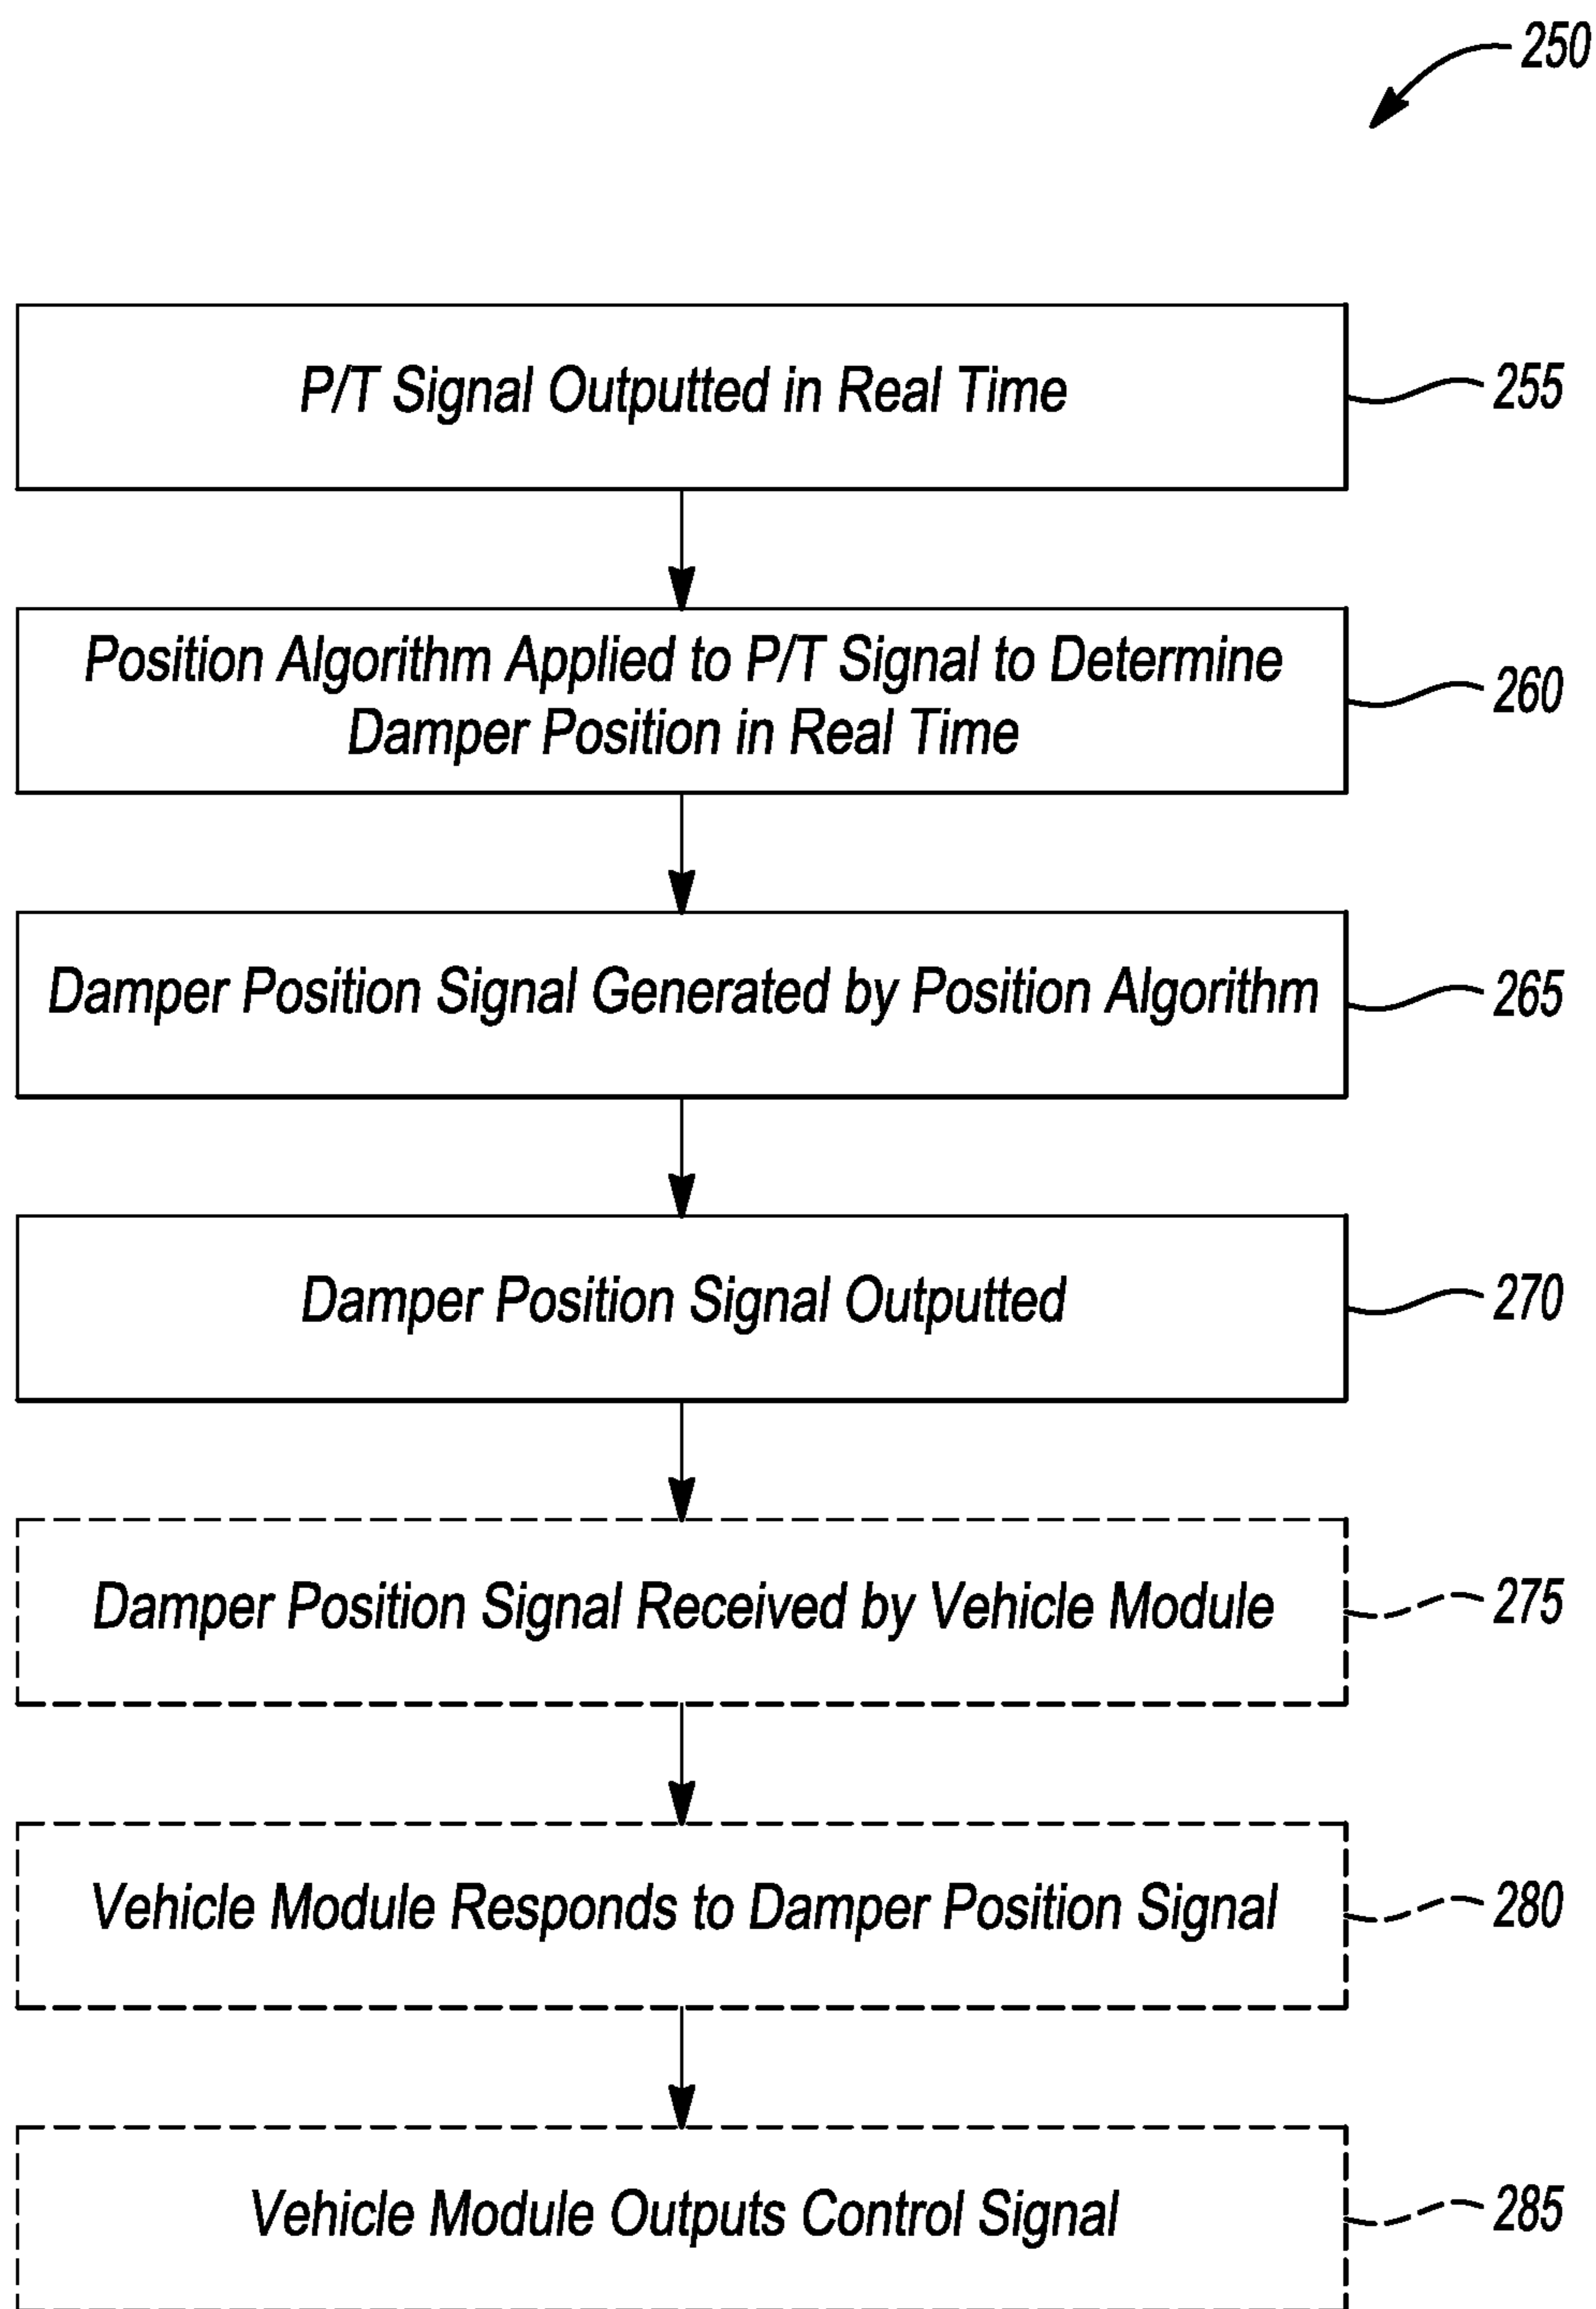 250
P/T Signal Outputted in Real Time
255
Position Algorithm Applied to P/T Signal to Determine
Damper Position in Real Time
260
Damper Position Signal Generated by Position Algorithm
265
Damper Position Signal Outputted
270
Damper Position Signal Received by Vehicle Module
275
Vehicle Module Responds to Damper Position Signal
280
Vehicle Module Outputs Control Signal
285